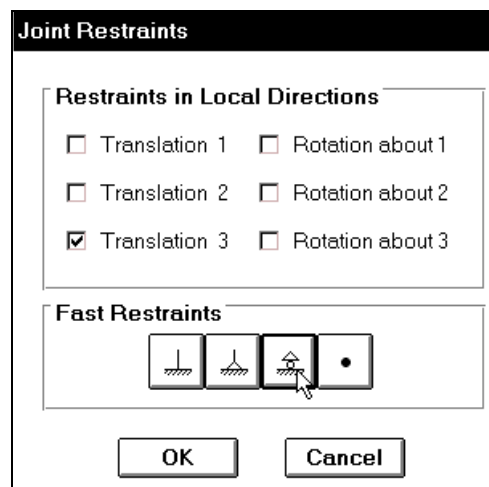 Joint Restraints
Restraints in Local Directions
Translation 1 Rotation about 1
Translation 2 Rotation about 2
Translation 3 Rotation about 3
Fast Restraints
OK Cancel